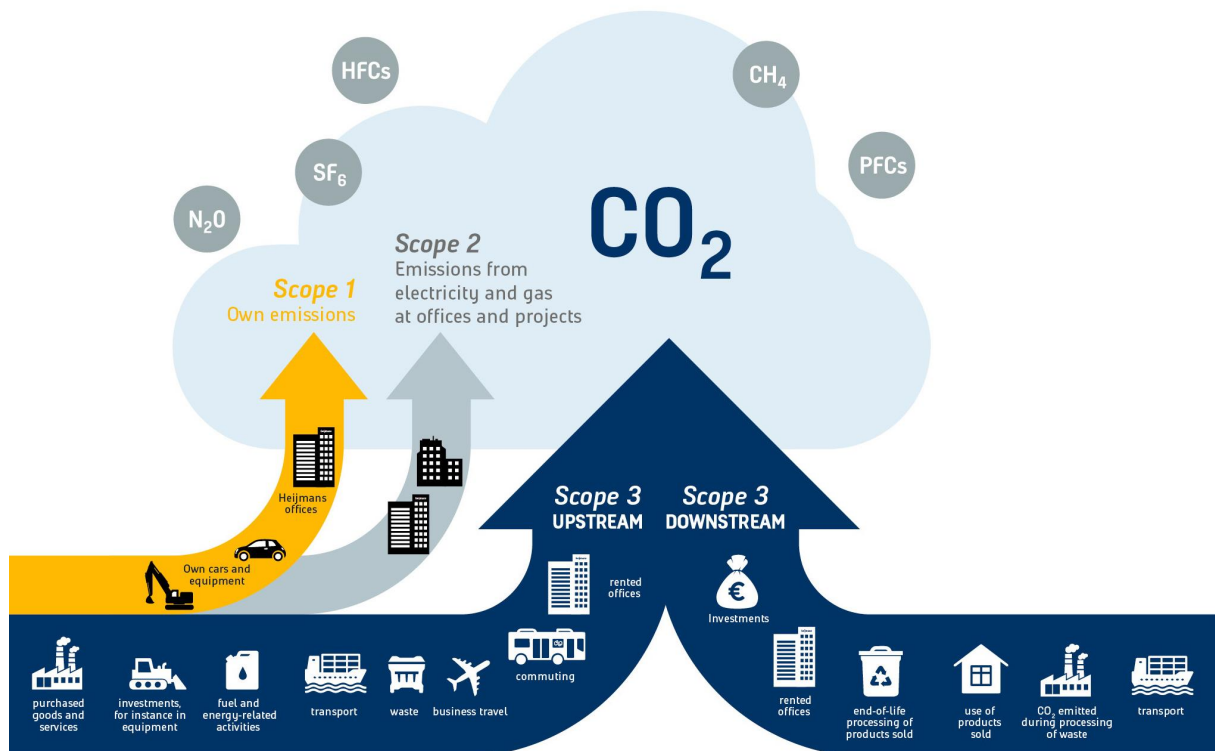 HFCs
CH₄
SF₆
PFCs
N₂O
CO₂
Scope 1
Own emissions
Scope 2
Emissions from
electricity and gas
at offices and projects
Heijmans
offices
Own cars and
equipment
Scope 3
UPSTREAM
Scope 3
DOWNSTREAM
rented
offices
commuting
business travel
waste
transport
fuel and
energy-related
activities
investments,
for instance in
equipment
purchased
goods and
services
€
Investments
rented
offices
end-of-life
processing of
products sold
use of
products
sold
CO₂ emitted
during processing
of waste
transport